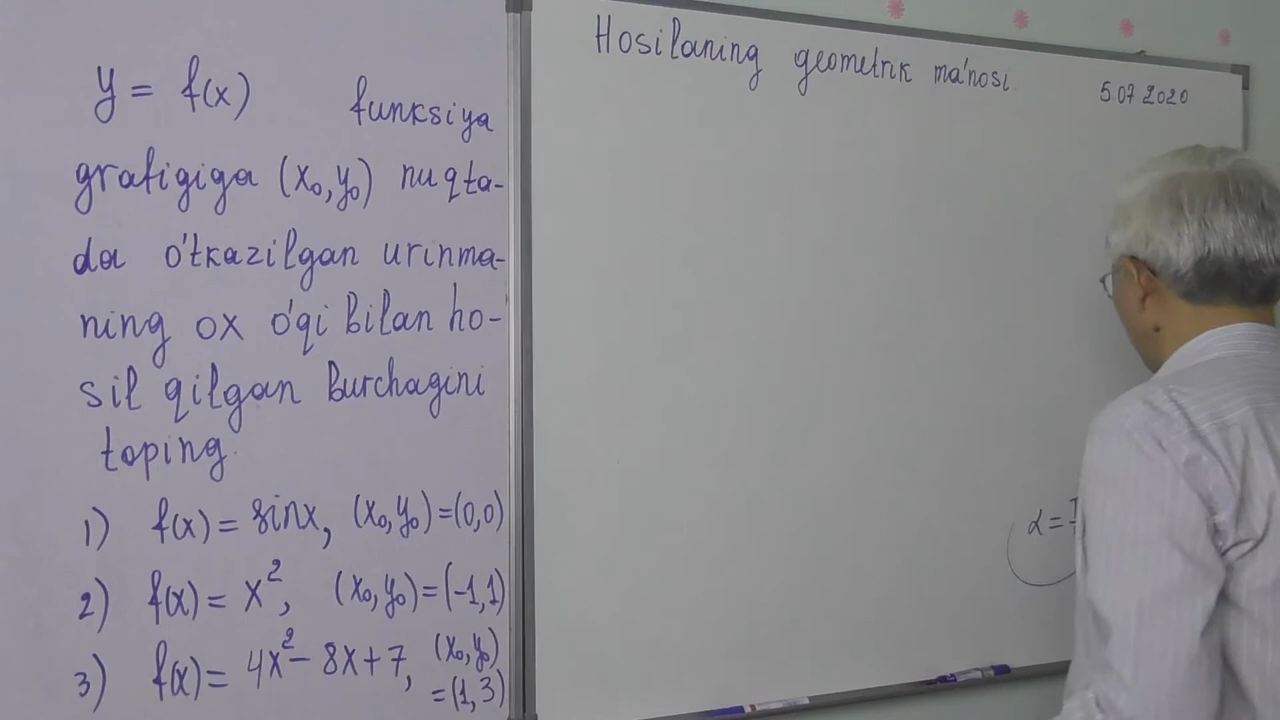 y = f(x) funksiya
grafigiga (x₀,y₀) nuqta-
da o'tkazilgan urinma-
ning ox o'qi bilan ho-
sil qilgan burchagini
toping.
1) f(x) = sinx, (x₀,y₀)=(0,0)
2) f(x) = x², (x₀,y₀)=(-1,1)
3) f(x) = 4x² - 8x+7, (x₀,y₀)
=(1,3)
Hosilaning geometrik ma'nosi.
5.07 2020
α =